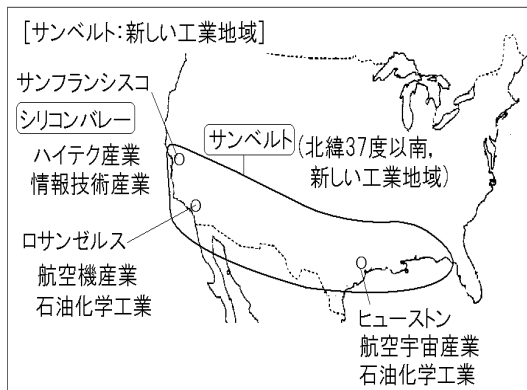 [サンベルト:新しい工業地域]
サンフランシスコ
シリコンバレー
ハイテク産業
情報技術産業
サンベルト(北緯37度以南,
新しい工業地域)
ロサンゼルス
航空機産業
石油化学工業
ヒューストン
航空宇宙産業
石油化学工業